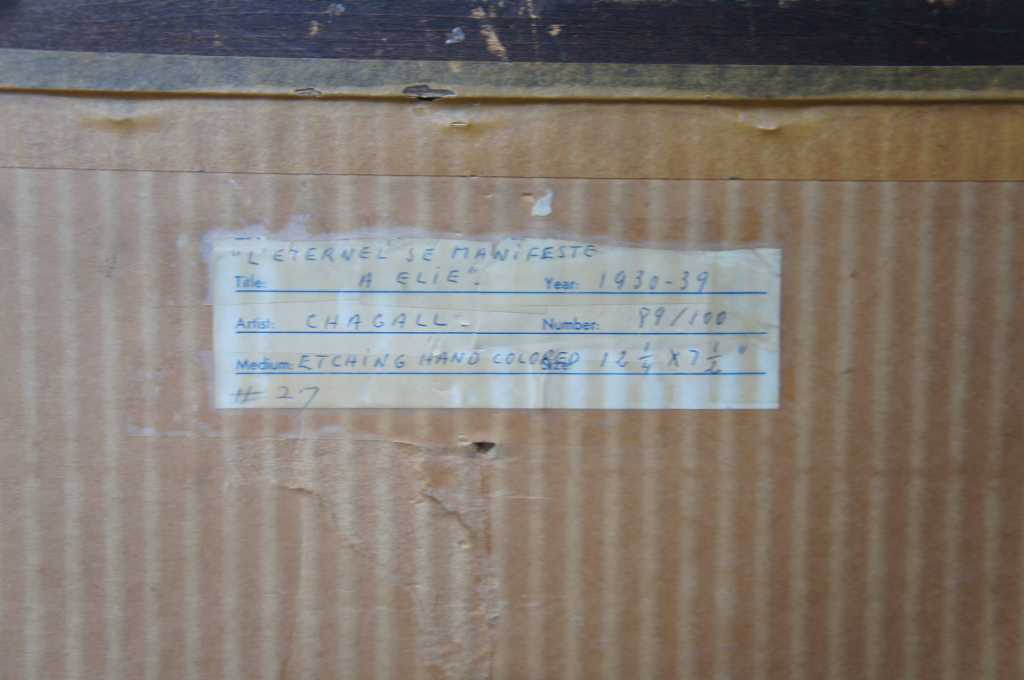 "L'ETERNEL SE MANIFESTE
Title: A ELIE". Year: 1930-39
Artist: CHAGALL. Number: 89/100
Medium: ETCHING HAND COLORED Size: 12 1/4 X 7 1/2 "
# 27